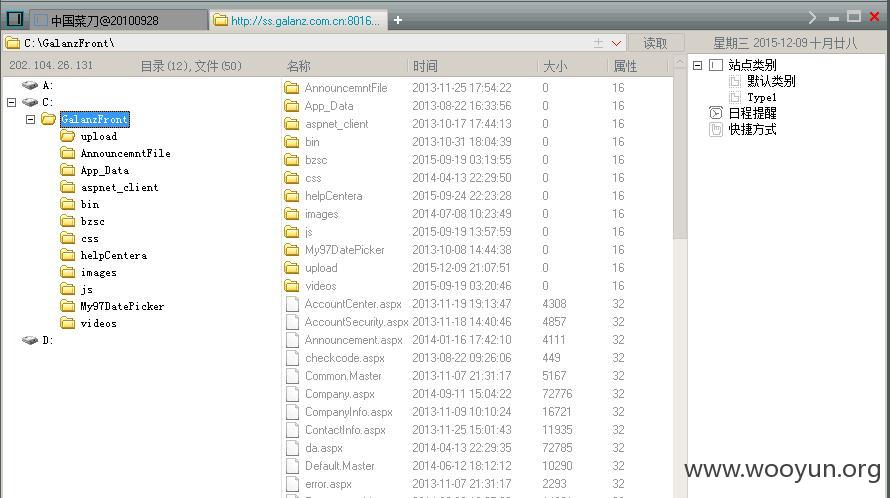 中国菜刀@20100928
http://ss.galanz.com.cn:8016...
C:\GalanzFront\
读取
星期三 2015-12-09 十月廿八
202.104.26.131
目录(12),文件(50)
名称 时间 大小 属性
A:
C:
GalanzFront
upload
AnnouncemntFile
App_Data
aspnet_client
bin
bzsc
css
helpCentera
images
js
My97DatePicker
videos
D:
AnnouncemntFile 2013-11-25 17:54:22 0 16
App_Data 2013-08-22 16:33:56 0 16
aspnet_client 2013-10-17 17:44:13 0 16
bin 2013-10-31 18:04:39 0 16
bzsc 2015-09-19 03:19:55 0 16
css 2014-04-13 22:29:50 0 16
helpCentera 2015-09-24 22:23:28 0 16
images 2014-07-08 10:23:49 0 16
js 2015-09-19 13:57:59 0 16
My97DatePicker 2013-10-08 14:44:38 0 16
upload 2015-12-09 21:07:51 0 16
videos 2015-09-19 03:20:46 0 16
AccountCenter.aspx 2013-11-19 19:13:47 4308 32
AccountSecurity.aspx 2013-11-18 14:40:46 4857 32
Announcement.aspx 2014-01-16 17:42:10 4111 32
checkcode.aspx 2013-08-22 09:26:06 449 32
Common.Master 2013-11-07 21:31:17 5167 32
Company.aspx 2014-09-11 15:04:22 72776 32
CompanyInfo.aspx 2013-11-09 10:10:24 16721 32
ContactInfo.aspx 2013-11-25 15:01:43 11935 32
da.aspx 2014-04-13 22:29:35 72785 32
Default.Master 2014-06-12 18:12:12 10290 32
error.aspx 2013-11-07 21:31:17 2293 32
站点类别
默认类别
Type1
日程提醒
快捷方式
www.wooyun.org